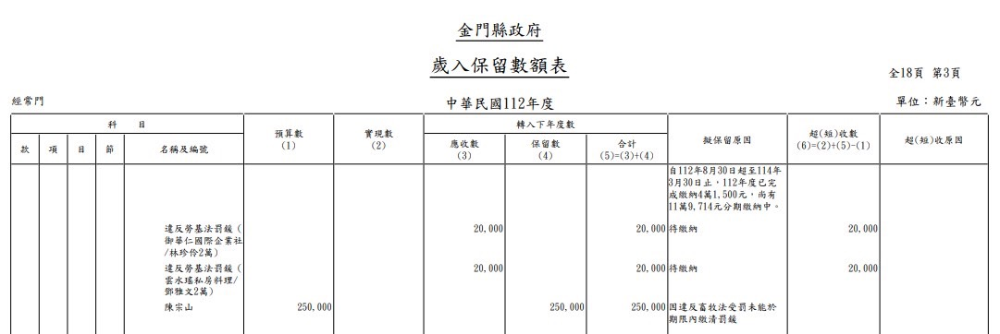 金門縣政府
歲入保留數額表
全18頁 第3頁
經常門
中華民國112年度
單位：新臺幣元
科 目
預算數
(1)
實現數
(2)
轉入下年度數
擬保留原因
超(短)收數
(6)=(2)+(5)-(1)
超(短)收原因
款 項 目 節 名稱及編號
應收數
(3)
保留數
(4)
合計
(5)=(3)+(4)
自112年8月30日起至114年
3月30日止，112年度已完
成繳納4萬1,500元，尚有
11萬9,714元分期繳納中。
違反勞基法罰鍰（ 20,000 20,000 待繳納 20,000
御華仁國際企業社
/林珍伶2萬）
違反勞基法罰鍰（ 20,000 20,000 待繳納 20,000
雲水瑤私房料理/
鄧雅文2萬）
陳宗山 250,000 250,000 250,000 因違反畜牧法受罰未能於
期限內繳清罰鍰